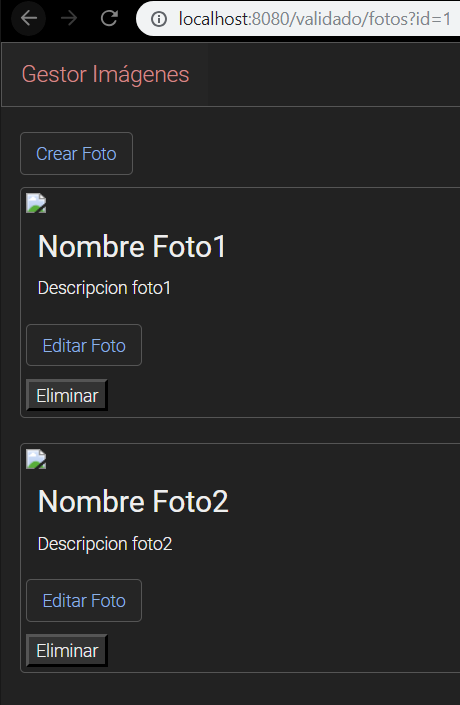 localhost:8080/validado/fotos?id=1
Gestor Imágenes
Crear Foto
Nombre Foto1
Descripcion foto1
Editar Foto
Eliminar
Nombre Foto2
Descripcion foto2
Editar Foto
Eliminar